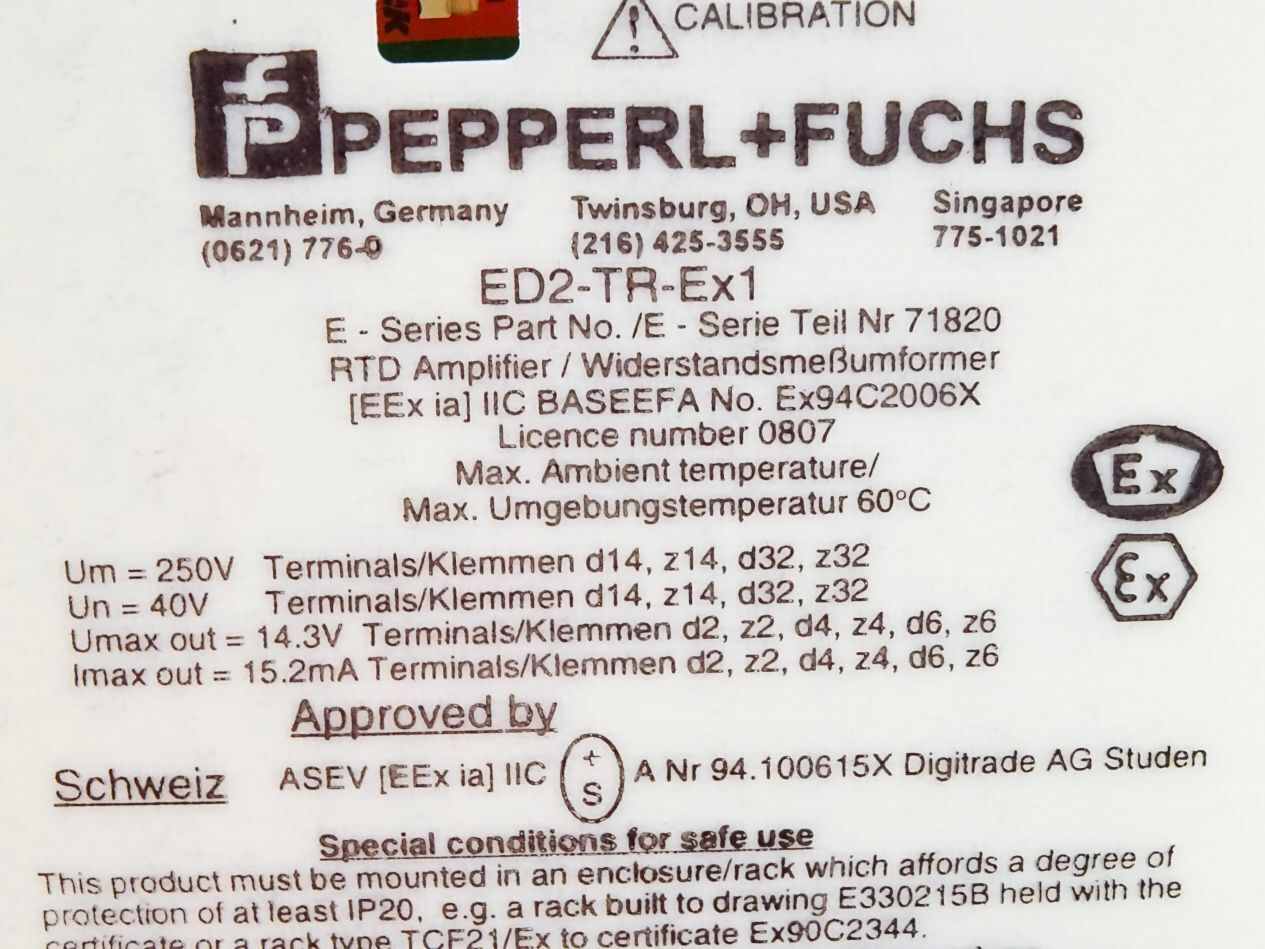 CALIBRATION
PEPPERL+FUCHS
Mannheim, Germany Twinsburg, OH, USA Singapore
(0621) 776-0 (216) 425-3555 775-1021
ED2-TR-Ex1
E - Series Part No. /E - Serie Teil Nr 71820
RTD Amplifier / Widerstandsmeßumformer
[EEx ia] IIC BASEEFA No. Ex94C2006X
Licence number 0807
Max. Ambient temperature/
Max. Umgebungstemperatur 60°C
Ex
Um = 250V Terminals/Klemmen d14, z14, d32, z32
Un = 40V Terminals/Klemmen d14, z14, d32, z32
Ex
Umax out = 14.3V Terminals/Klemmen d2, z2, d4, z4, d6, z6
Imax out = 15.2mA Terminals/Klemmen d2, z2, d4, z4, d6, z6
Approved by
Schweiz ASEV [EEx ia] IIC +S A Nr 94.100615X Digitrade AG Studen
Special conditions for safe use
This product must be mounted in an enclosure/rack which affords a degree of
protection of at least IP20, e.g. a rack built to drawing E330215B held with the
certificate or a rack type TCF21/Ex to certificate Ex90C2344.